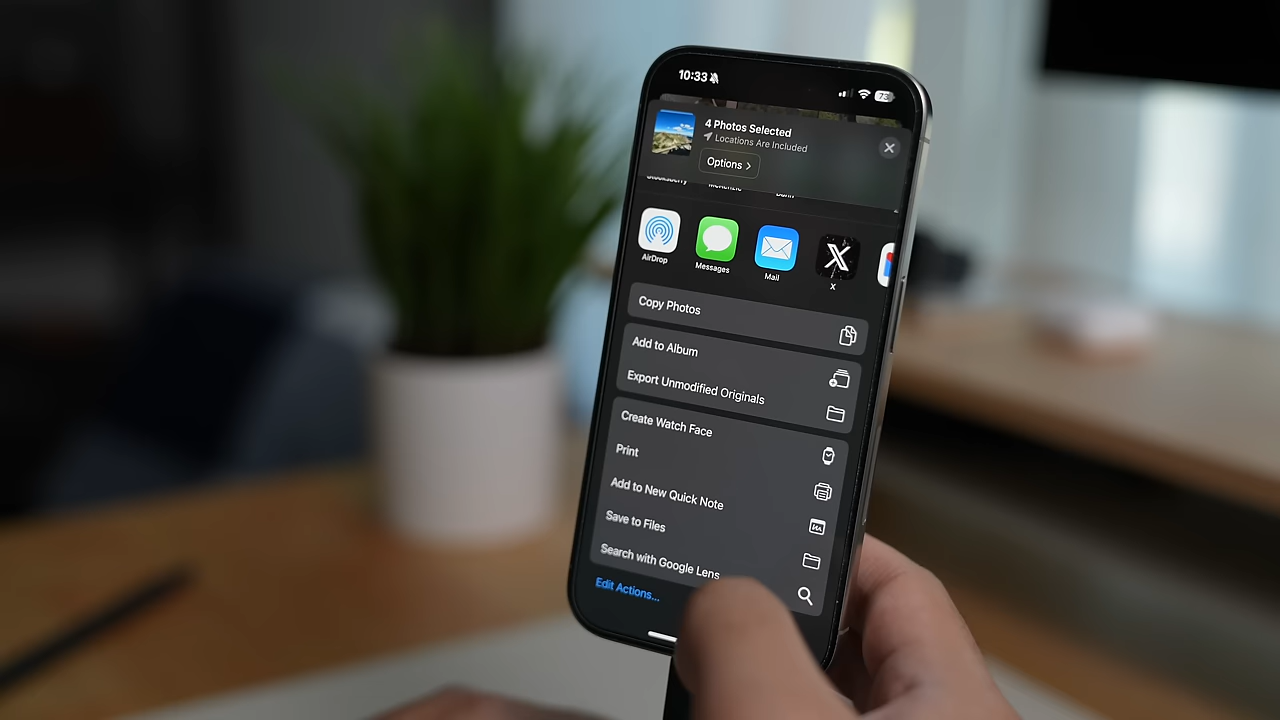 10:33
73
4 Photos Selected
Locations Are Included
Options >
McKenzie
AirDrop
Messages
Mail
X
Copy Photos
Add to Album
Export Unmodified Originals
Create Watch Face
Print
Add to New Quick Note
Save to Files
Search with Google Lens
Edit Actions...